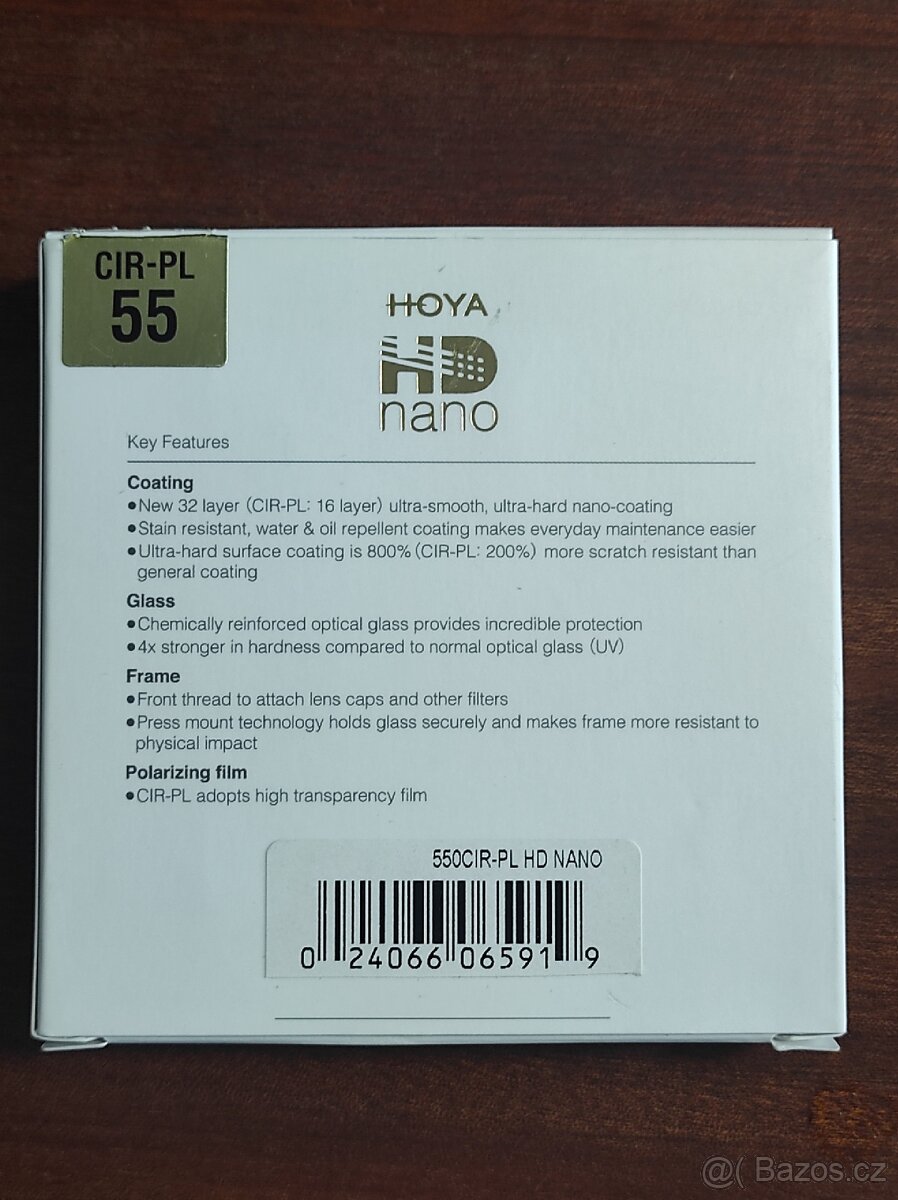 CIR-PL
55
HOYA
HD
nano
Key Features
Coating
●New 32 layer (CIR-PL: 16 layer) ultra-smooth, ultra-hard nano-coating
●Stain resistant, water & oil repellent coating makes everyday maintenance easier
●Ultra-hard surface coating is 800% (CIR-PL: 200%) more scratch resistant than
general coating
Glass
●Chemically reinforced optical glass provides incredible protection
●4x stronger in hardness compared to normal optical glass (UV)
Frame
●Front thread to attach lens caps and other filters
●Press mount technology holds glass securely and makes frame more resistant to
physical impact
Polarizing film
●CIR-PL adopts high transparency film
550CIR-PL HD NANO
0 24066 06591 9
@( Bazos.cz